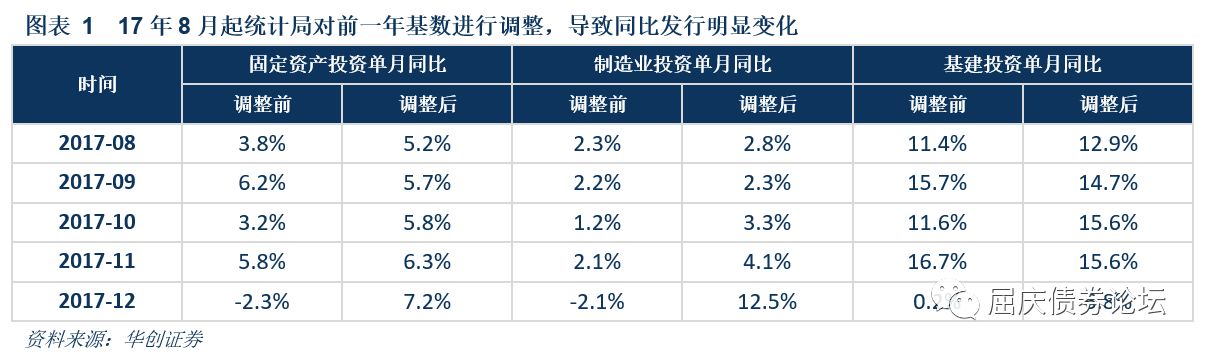 图表 1 17 年 8 月起统计局对前一年基数进行调整，导致同比发行明显变化
时间 固定资产投资单月同比 制造业投资单月同比 基建投资单月同比
调整前 调整后 调整前 调整后 调整前 调整后
2017-08 3.8% 5.2% 2.3% 2.8% 11.4% 12.9%
2017-09 6.2% 5.7% 2.2% 2.3% 15.7% 14.7%
2017-10 3.2% 5.8% 1.2% 3.3% 11.6% 15.6%
2017-11 5.8% 6.3% 2.1% 4.1% 16.7% 15.6%
2017-12 -2.3% 7.2% -2.1% 12.5%
屈庆债券论坛
资料来源：华创证券